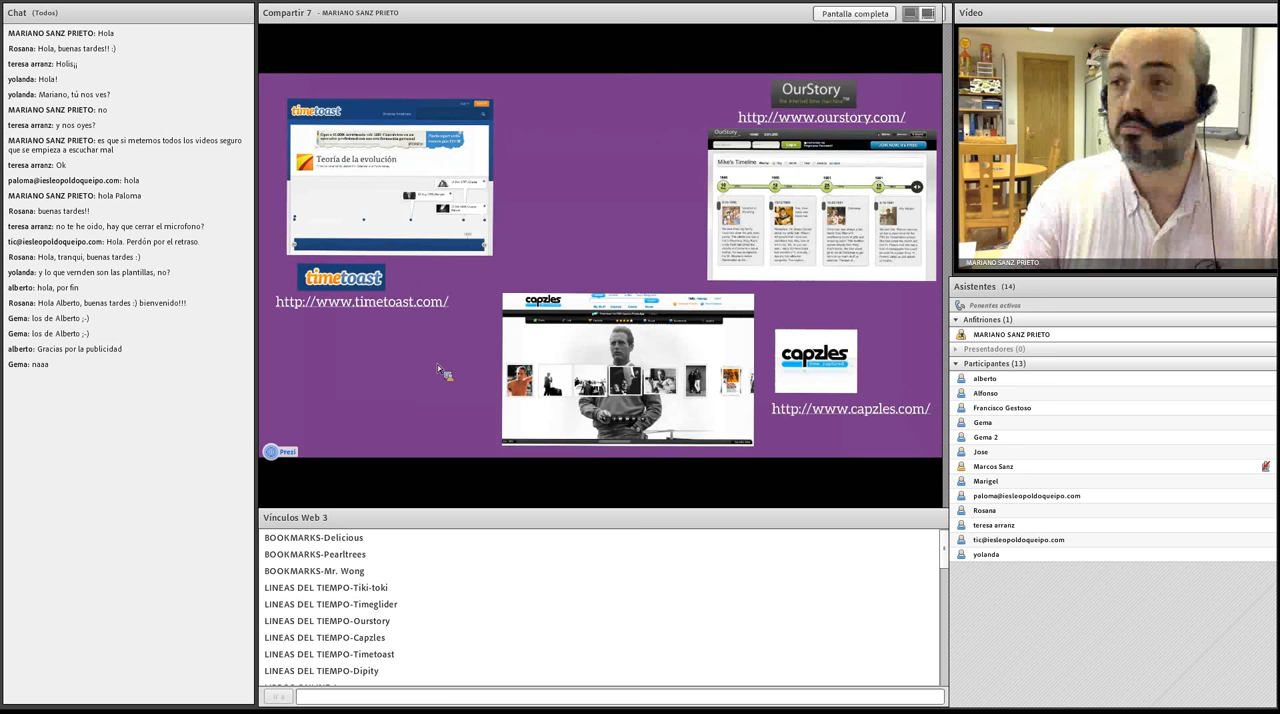 Chat (Todos)
MARIANO SANZ PRIETO: Hola
Rosana: Hola, buenas tardes!! :)
teresa arranz: Holis¡¡
yolanda: Hola!
yolanda: Mariano, tú nos ves?
MARIANO SANZ PRIETO: no
teresa arranz: y nos oyes?
MARIANO SANZ PRIETO: es que si metemos todos los videos seguro
que se empieza a escuchar mal
teresa arranz: Ok
paloma@iesleopoldoqueipo.com: hola
MARIANO SANZ PRIETO: hola Paloma
Rosana: buenas tardes!!
teresa arranz: no te he oido, hay que cerrar el microfono?
tic@iesleopoldoqueipo.com: Hola. Perdón por el retraso
Rosana: Hola, tranqui, buenas tardes
yolanda: y lo que vernden son las plantillas, no?
alberto: hola, por fin
Rosana: Hola Alberto, buenas tardes :) bienvenido!!!
Gema: los de Alberto ;-)
Gema: los de Alberto ;-)
alberto: Gracias por la publicidad
Gema: naaa
Compartir 7 - MARIANO SANZ PRIETO
Pantalla completa
timetoast
Teoría de la evolución
timetoast
http://www.timetoast.com/
OurStory
http://www.ourstory.com/
OurStory
JOIN NOW, it's FREE
Mike's Timeline
capzles
capzles
http://www.capzles.com/
Prezi
Vínculos Web 3
BOOKMARKS-Delicious
BOOKMARKS-Pearltrees
BOOKMARKS-Mr. Wong
LINEAS DEL TIEMPO-Tiki-toki
LINEAS DEL TIEMPO-Timeglider
LINEAS DEL TIEMPO-Ourstory
LINEAS DEL TIEMPO-Capzles
LINEAS DEL TIEMPO-Timetoast
LINEAS DEL TIEMPO-Dipity
Ir a
Vídeo
MARIANO SANZ PRIETO
Asistentes (14)
Ponentes activos
Anfitriones (1)
MARIANO SANZ PRIETO
Presentadores (0)
Participantes (13)
alberto
Alfonso
Francisco Gestoso
Gema
Gema 2
Jose
Marcos Sanz
Marigel
paloma@iesleopoldoqueipo.com
Rosana
teresa arranz
tic@iesleopoldoqueipo.com
yolanda